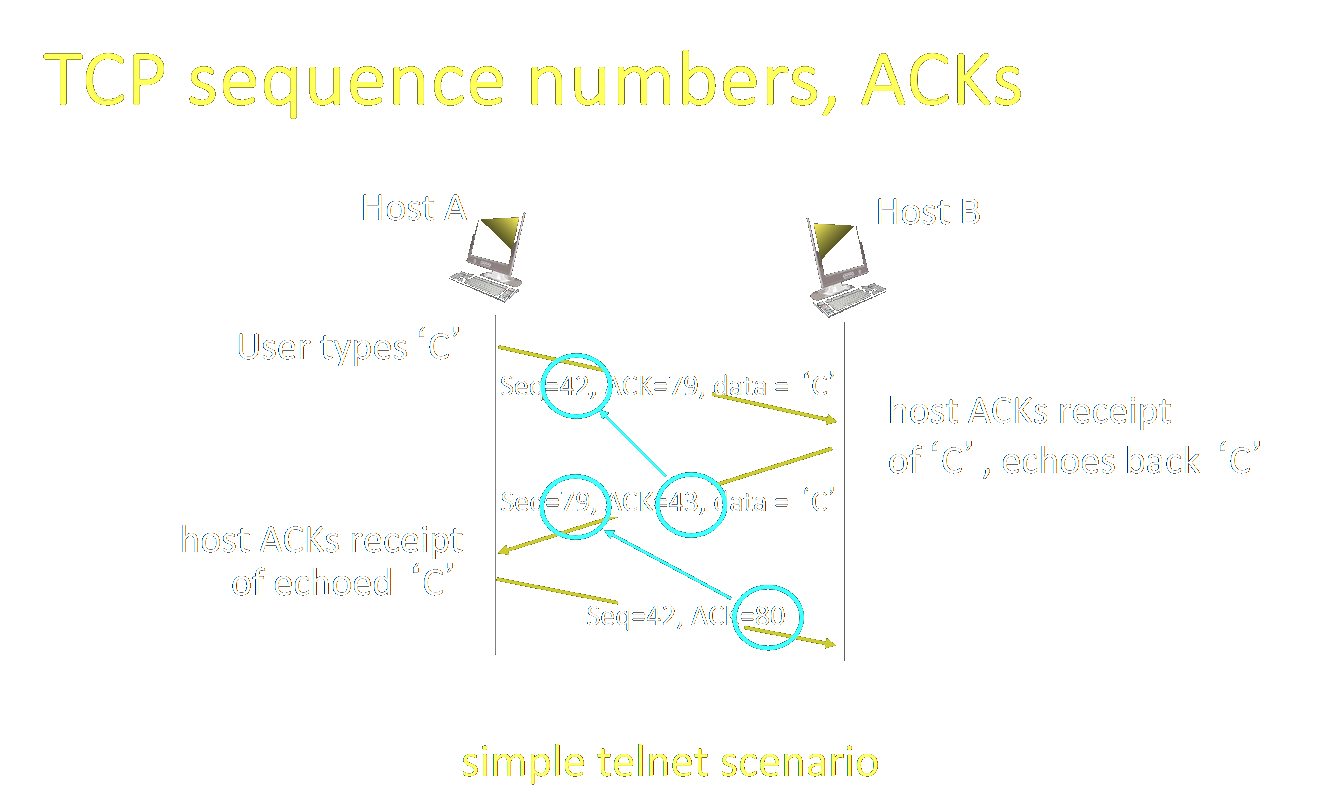 TCP sequence numbers, ACKs
Host A
Host B
User types ‘C’
Seq=42, ACK=79, data = ‘C’
host ACKs receipt
of ‘C’, echoes back ‘C’
Seq=79, ACK=43, data = ‘C’
host ACKs receipt
of echoed ‘C’
Seq=42, ACK=80
simple telnet scenario